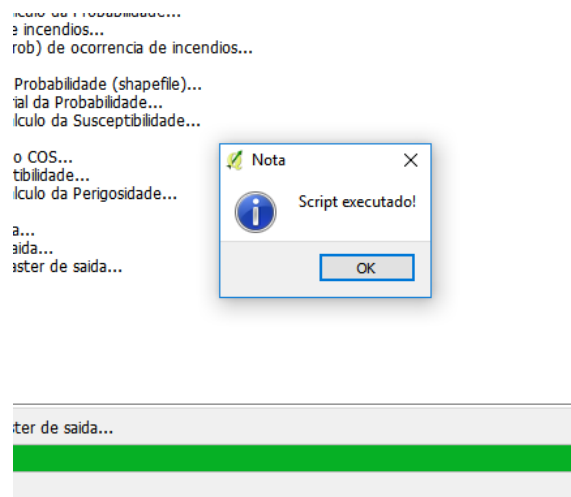 e incendios...
rob) de ocorrencia de incendios...
Probabilidade (shapefile)...
ial da Probabilidade...
lculo da Susceptibilidade...
o COS...
tibilidade...
lculo da Perigosidade...
a...
aida...
aster de saida...
Nota
Script executado!
OK
ster de saida...